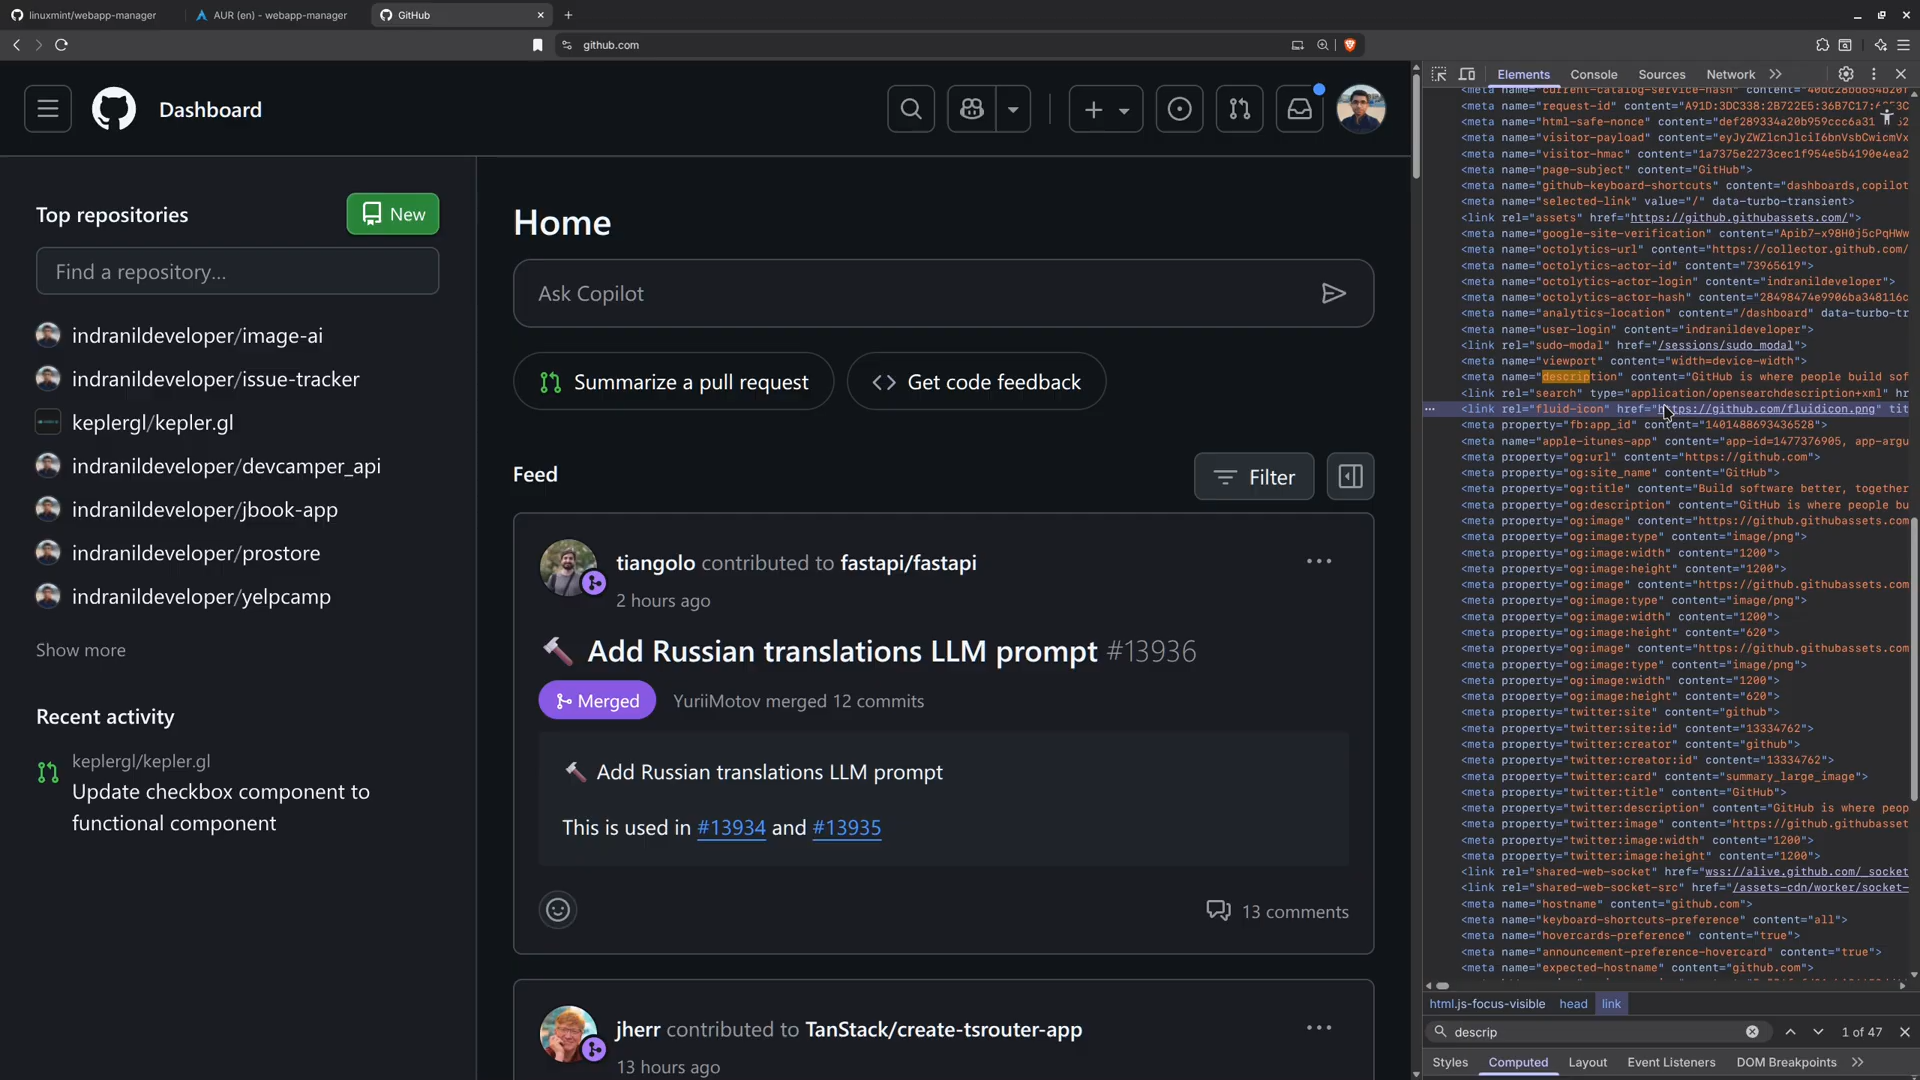 linuxmint/webapp-manager
AUR (en) - webapp-manager
GitHub
github.com
Dashboard
Top repositories
New
Find a repository...
indranildeveloper/image-ai
indranildeveloper/issue-tracker
keplergl/kepler.gl
indranildeveloper/devcamper_api
indranildeveloper/jbook-app
indranildeveloper/prostore
indranildeveloper/yelpcamp
Show more
Recent activity
keplergl/kepler.gl
Update checkbox component to
functional component
Home
Ask Copilot
Summarize a pull request
Get code feedback
Feed
Filter
tiangolo contributed to fastapi/fastapi
2 hours ago
Add Russian translations LLM prompt #13936
Merged
YuriiMotov merged 12 commits
Add Russian translations LLM prompt
This is used in #13934 and #13935
13 comments
jherr contributed to TanStack/create-tsrouter-app
13 hours ago
Elements Console Sources Network
<meta name="request-id" content="A91D:3DC338:2B722E5:36B7C17:
<meta name="html-safe-nonce" content="def289334a20b959ccc6a31
<meta name="visitor-payload" content="eyJyZWZlcnJlciI6bnVsbCwicmVx
<meta name="visitor-hmac" content="1a7375e2273cec1f954e5b4190e4ea2
<meta name="page-subject" content="GitHub">
<meta name="github-keyboard-shortcuts" content="dashboards,copilot
<meta name="selected-link" value="/" data-turbo-transient>
<link rel="assets" href="https://github.githubassets.com/">
<meta name="google-site-verification" content="Apib7-x98H0j5cPqHWw
<meta name="octolytics-url" content="https://collector.github.com/
<meta name="octolytics-actor-id" content="73965619">
<meta name="octolytics-actor-login" content="indranildeveloper">
<meta name="octolytics-actor-hash" content="28498474e9906ba348116c
<meta name="analytics-location" content="/dashboard" data-turbo-tr
<meta name="user-login" content="indranildeveloper">
<link rel="sudo-modal" href="/sessions/sudo_modal">
<meta name="viewport" content="width=device-width">
<meta name="description" content="GitHub is where people build sof
<link rel="search" type="application/opensearchdescription+xml" hr
<link rel="fluid-icon" href="https://github.com/fluidicon.png" tit
<meta property="fb:app_id" content="1401488693436528">
<meta name="apple-itunes-app" content="app-id=1477376905, app-argu
<meta property="og:url" content="https://github.com">
<meta property="og:site_name" content="GitHub">
<meta property="og:title" content="Build software better, together
<meta property="og:description" content="GitHub is where people bu
<meta property="og:image" content="https://github.githubassets.com
<meta property="og:image:type" content="image/png">
<meta property="og:image:width" content="1200">
<meta property="og:image:height" content="1200">
<meta property="og:image" content="https://github.githubassets.com
<meta property="og:image:type" content="image/png">
<meta property="og:image:width" content="1200">
<meta property="og:image:height" content="620">
<meta property="og:image" content="https://github.githubassets.com
<meta property="og:image:type" content="image/png">
<meta property="og:image:width" content="1200">
<meta property="og:image:height" content="620">
<meta property="twitter:site" content="github">
<meta property="twitter:site:id" content="13334762">
<meta property="twitter:creator" content="github">
<meta property="twitter:creator:id" content="13334762">
<meta property="twitter:card" content="summary_large_image">
<meta property="twitter:title" content="GitHub">
<meta property="twitter:description" content="GitHub is where peop
<meta property="twitter:image" content="https://github.githubasset
<meta property="twitter:image:width" content="1200">
<meta property="twitter:image:height" content="1200">
<link rel="shared-web-socket" href="wss://alive.github.com/_socket
<link rel="shared-web-socket-src" href="/assets-cdn/worker/socket-
<meta name="hostname" content="github.com">
<meta name="keyboard-shortcuts-preference" content="all">
<meta name="hovercards-preference" content="true">
<meta name="announcement-preference-hovercard" content="true">
<meta name="expected-hostname" content="github.com">
html.js-focus-visible head link
descrip
1 of 47
Styles Computed Layout Event Listeners DOM Breakpoints